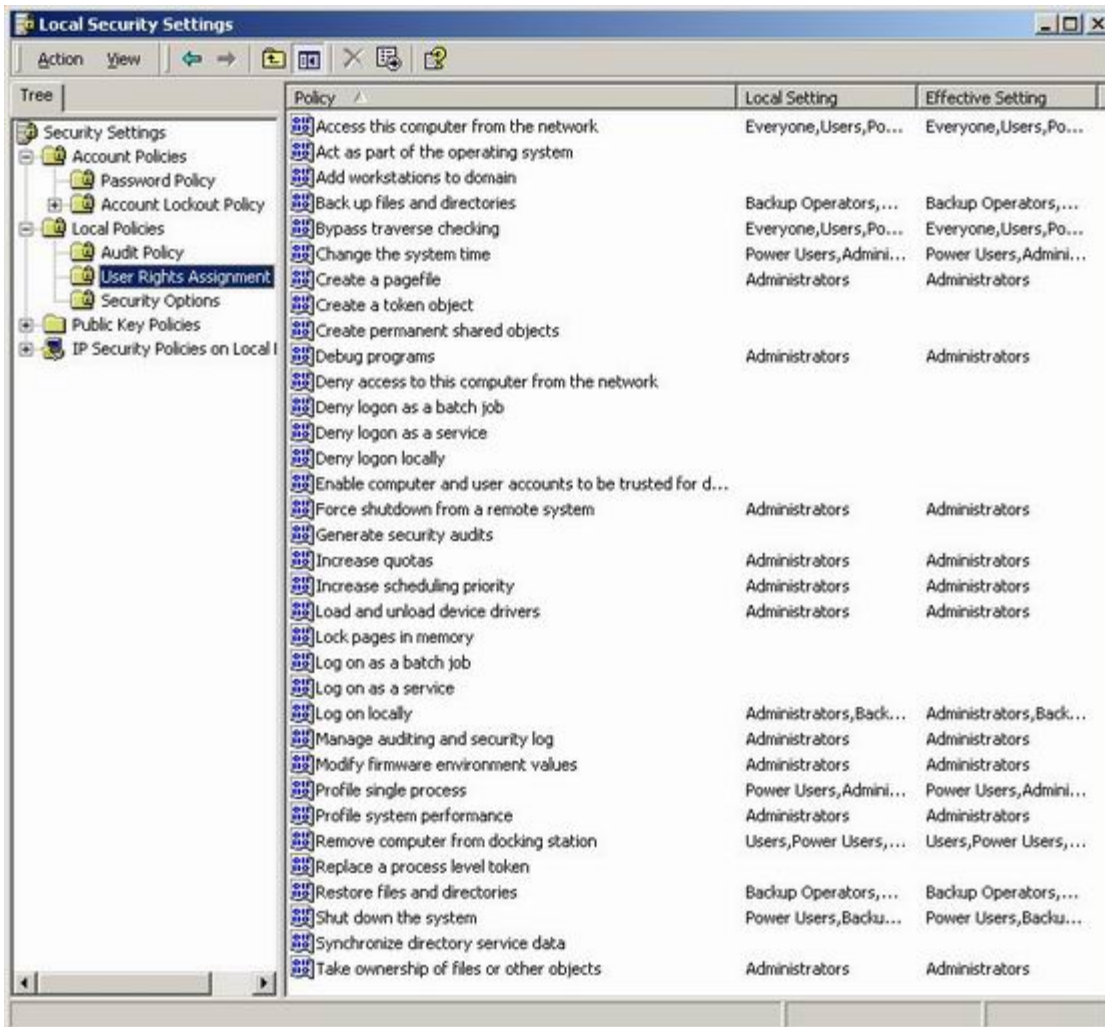 Local Security Settings
Action View
Tree
Policy Local Setting Effective Setting
Security Settings
Account Policies
Password Policy
Account Lockout Policy
Local Policies
Audit Policy
User Rights Assignment
Security Options
Public Key Policies
IP Security Policies on Local
Access this computer from the network Everyone,Users,Po... Everyone,Users,Po...
Act as part of the operating system
Add workstations to domain
Back up files and directories Backup Operators,... Backup Operators,...
Bypass traverse checking Everyone,Users,Po... Everyone,Users,Po...
Change the system time Power Users,Admini... Power Users,Admini...
Create a pagefile Administrators Administrators
Create a token object
Create permanent shared objects
Debug programs Administrators Administrators
Deny access to this computer from the network
Deny logon as a batch job
Deny logon as a service
Deny logon locally
Enable computer and user accounts to be trusted for d...
Force shutdown from a remote system Administrators Administrators
Generate security audits
Increase quotas Administrators Administrators
Increase scheduling priority Administrators Administrators
Load and unload device drivers Administrators Administrators
Lock pages in memory
Log on as a batch job
Log on as a service
Log on locally Administrators,Back... Administrators,Back...
Manage auditing and security log Administrators Administrators
Modify firmware environment values Administrators Administrators
Profile single process Power Users,Admini... Power Users,Admini...
Profile system performance Administrators Administrators
Remove computer from docking station Users,Power Users,... Users,Power Users,...
Replace a process level token
Restore files and directories Backup Operators,... Backup Operators,...
Shut down the system Power Users,Backu... Power Users,Backu...
Synchronize directory service data
Take ownership of files or other objects Administrators Administrators